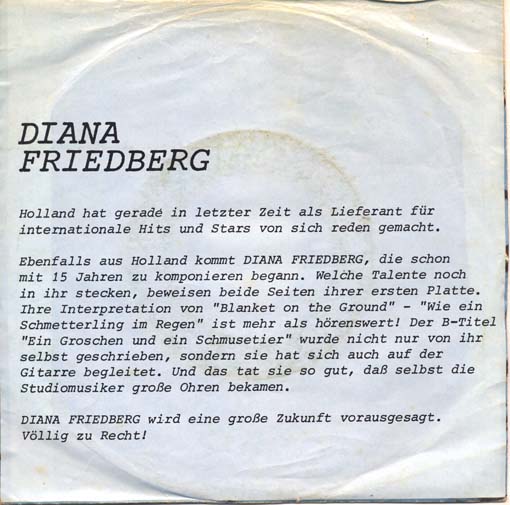 DIANA
FRIEDBERG
Holland hat gerade in letzter Zeit als Lieferant für
internationale Hits und Stars von sich reden gemacht.
Ebenfalls aus Holland kommt DIANA FRIEDBERG, die schon
mit 15 Jahren zu komponieren begann. Welche Talente noch
in ihr stecken, beweisen beide Seiten ihrer ersten Platte.
Ihre Interpretation von "Blanket on the Ground" - "Wie ein
Schmetterling im Regen" ist mehr als hörenswert! Der B-Titel
"Ein Groschen und ein Schmusetier" wurde nicht nur von ihr
selbst geschrieben, sondern sie hat sich auch auf der
Gitarre begleitet. Und das tat sie so gut, daß selbst die
Studiomusiker große Ohren bekamen.
DIANA FRIEDBERG wird eine große Zukunft vorausgesagt.
Völlig zu Recht!